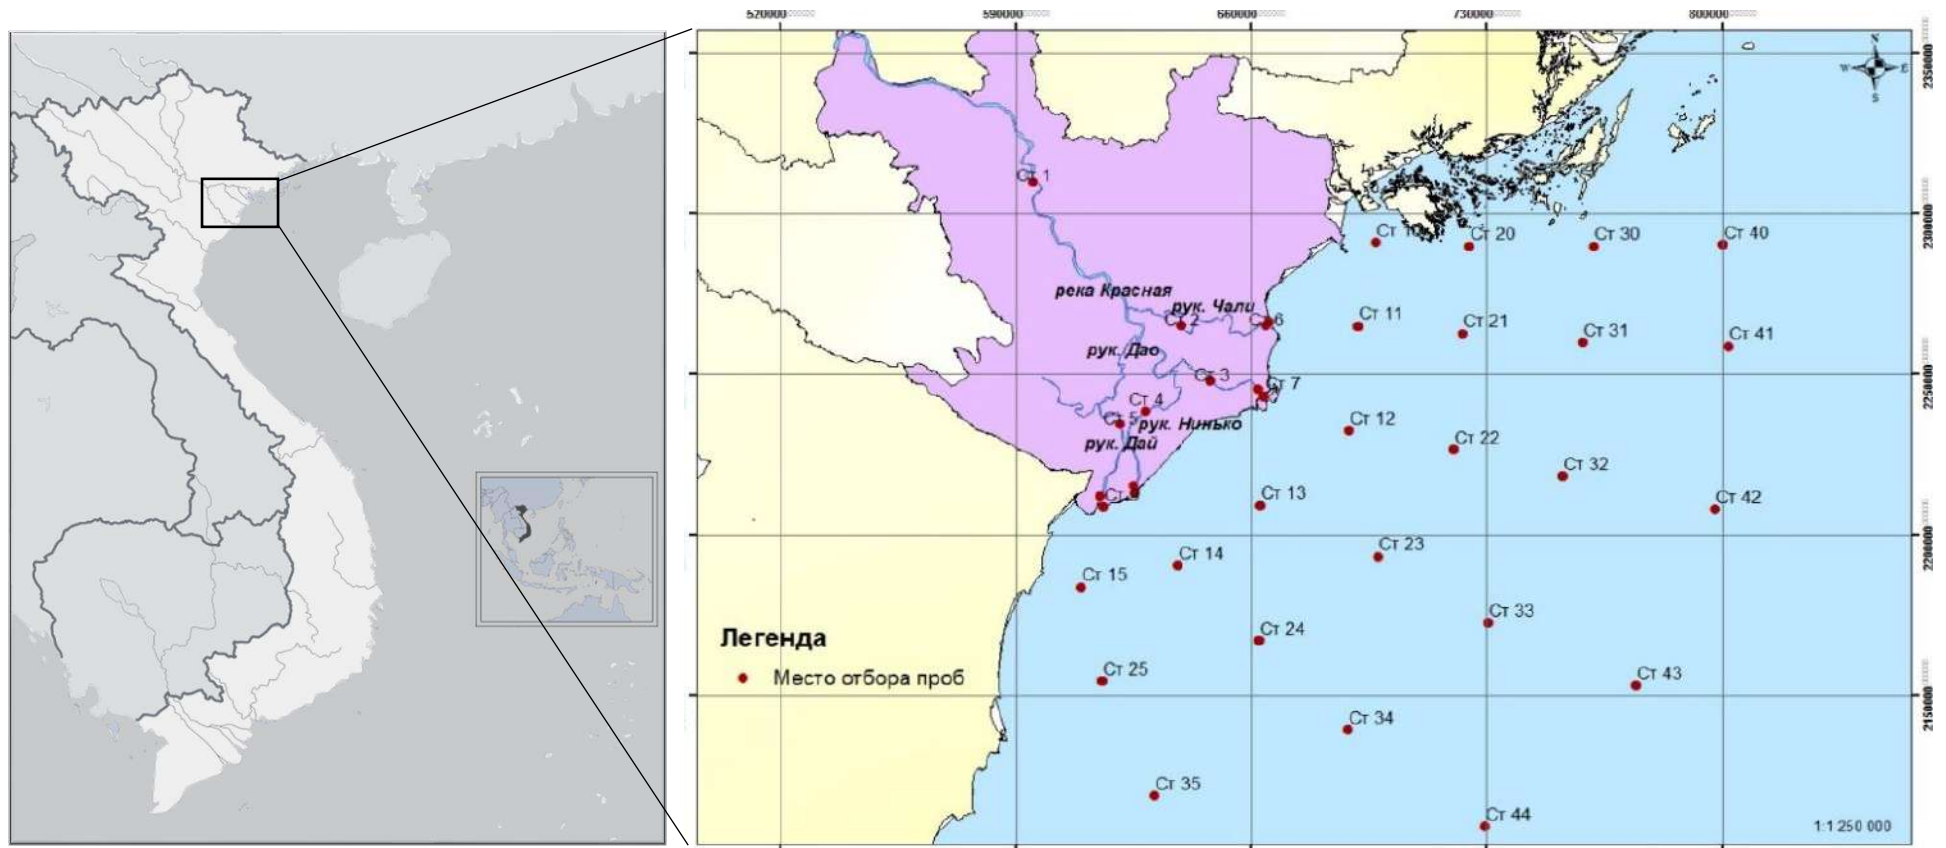 520000
590000
660000
730000
800000
N
W
E
S
2350000
Ст 1
2300000
Ст 10
Ст 20
Ст 30
Ст 40
река Красная
рук. Чали
Ст 2
Ст 6
Ст 11
Ст 21
Ст 31
Ст 41
рук. Дао
Ст 3
Ст 7
2250000
Ст 4
Ст 5
рук. Нинько
рук. Дай
Ст 12
Ст 22
Ст 32
Ст 13
Ст 42
2200000
Ст 23
Ст 14
Ст 15
Ст 33
Ст 24
Легенда
Место отбора проб
Ст 25
Ст 43
2150000
Ст 34
Ст 35
Ст 44
1:1 250 000